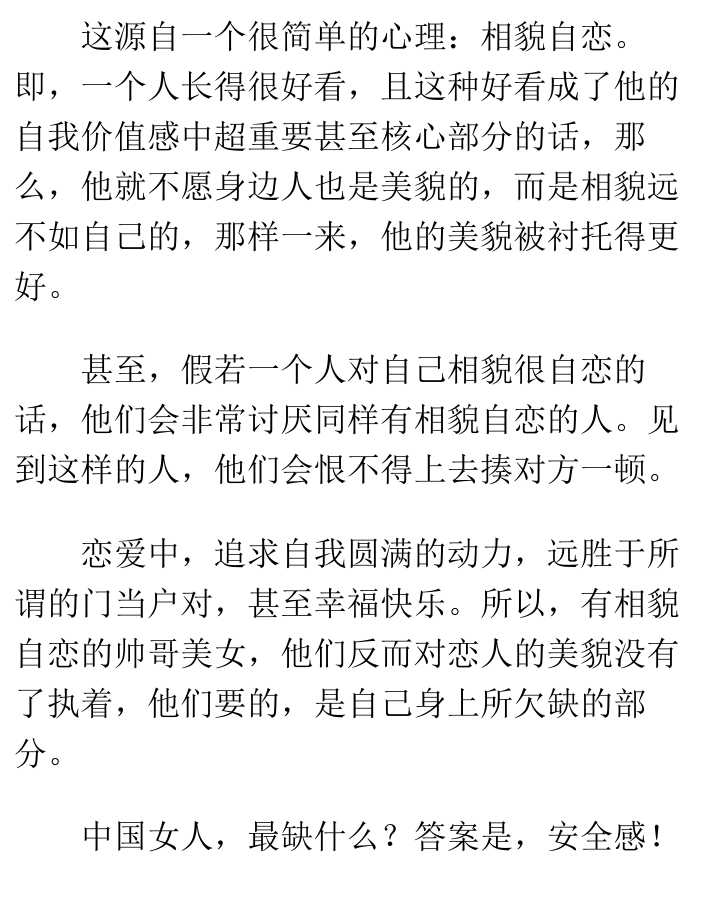 这源自一个很简单的心理：相貌自恋。
即，一个人长得很好看，且这种好看成了他的
自我价值感中超重要甚至核心部分的话，那
么，他就不愿身边人也是美貌的，而是相貌远
不如自己的，那样一来，他的美貌被衬托得更
好。
甚至，假若一个人对自己相貌很自恋的
话，他们会非常讨厌同样有相貌自恋的人。见
到这样的人，他们会恨不得上去揍对方一顿。
恋爱中，追求自我圆满的动力，远胜于所
谓的门当户对，甚至幸福快乐。所以，有相貌
自恋的帅哥美女，他们反而对恋人的美貌没有
了执着，他们要的，是自己身上所欠缺的部
分。
中国女人，最缺什么？答案是，安全感！